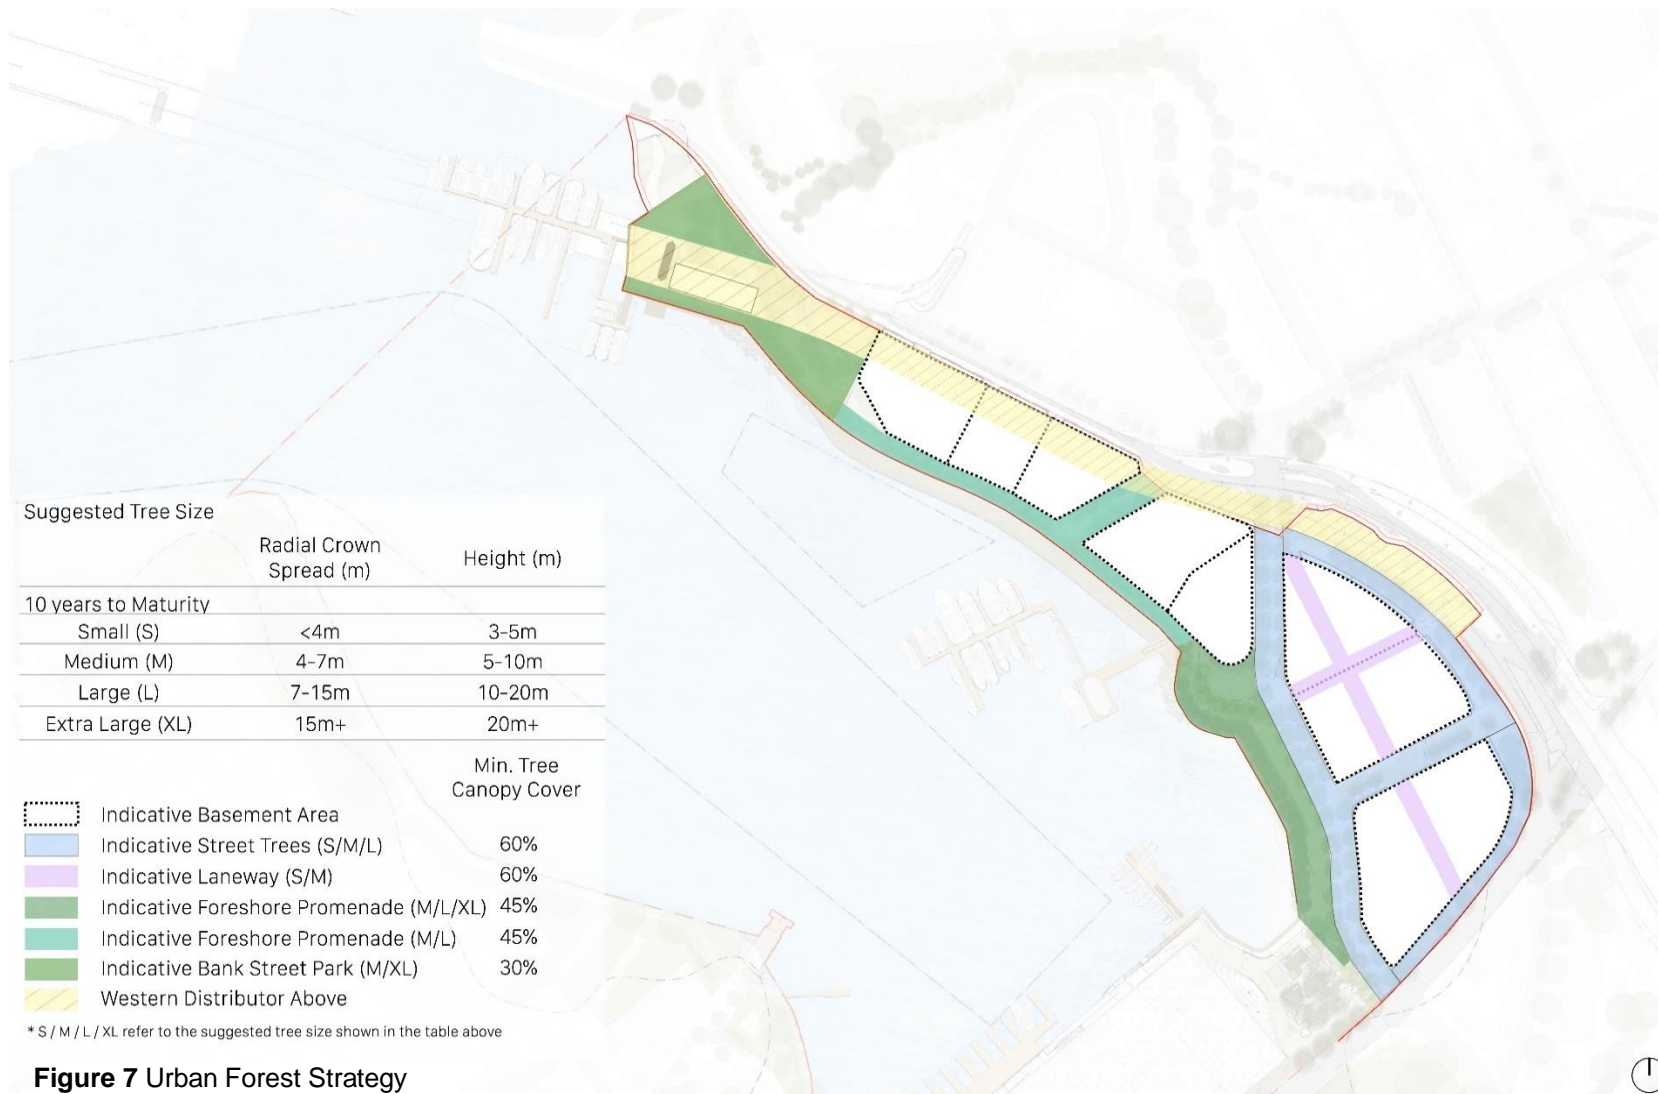 Suggested Tree Size
Radial Crown Spread (m) Height (m)
10 years to Maturity
Small (S) <4m 3-5m
Medium (M) 4-7m 5-10m
Large (L) 7-15m 10-20m
Extra Large (XL) 15m+ 20m+
Min. Tree Canopy Cover
Indicative Basement Area
Indicative Street Trees (S/M/L) 60%
Indicative Laneway (S/M) 60%
Indicative Foreshore Promenade (M/L/XL) 45%
Indicative Foreshore Promenade (M/L) 45%
Indicative Bank Street Park (M/XL) 30%
Western Distributor Above
* S / M / L / XL refer to the suggested tree size shown in the table above
Figure 7 Urban Forest Strategy